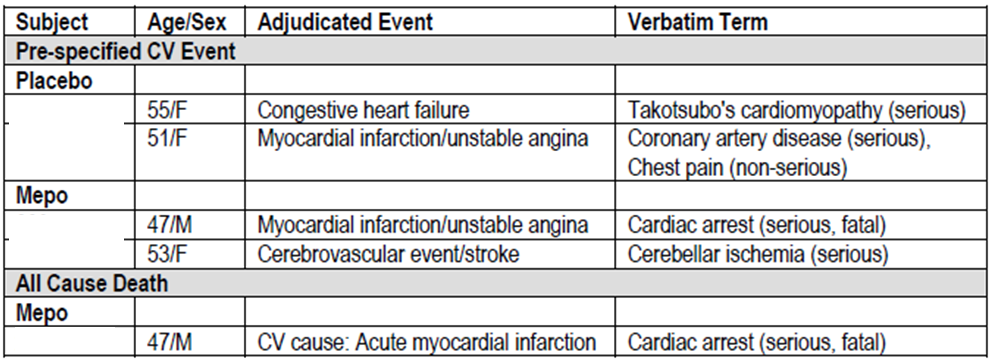 Subject Age/Sex Adjudicated Event Verbatim Term
Pre-specified CV Event
Placebo
55/F Congestive heart failure Takotsubo's cardiomyopathy (serious)
51/F Myocardial infarction/unstable angina Coronary artery disease (serious),
Chest pain (non-serious)
Mepo
47/M Myocardial infarction/unstable angina Cardiac arrest (serious, fatal)
53/F Cerebrovascular event/stroke Cerebellar ischemia (serious)
All Cause Death
Mepo
47/M CV cause: Acute myocardial infarction Cardiac arrest (serious, fatal)